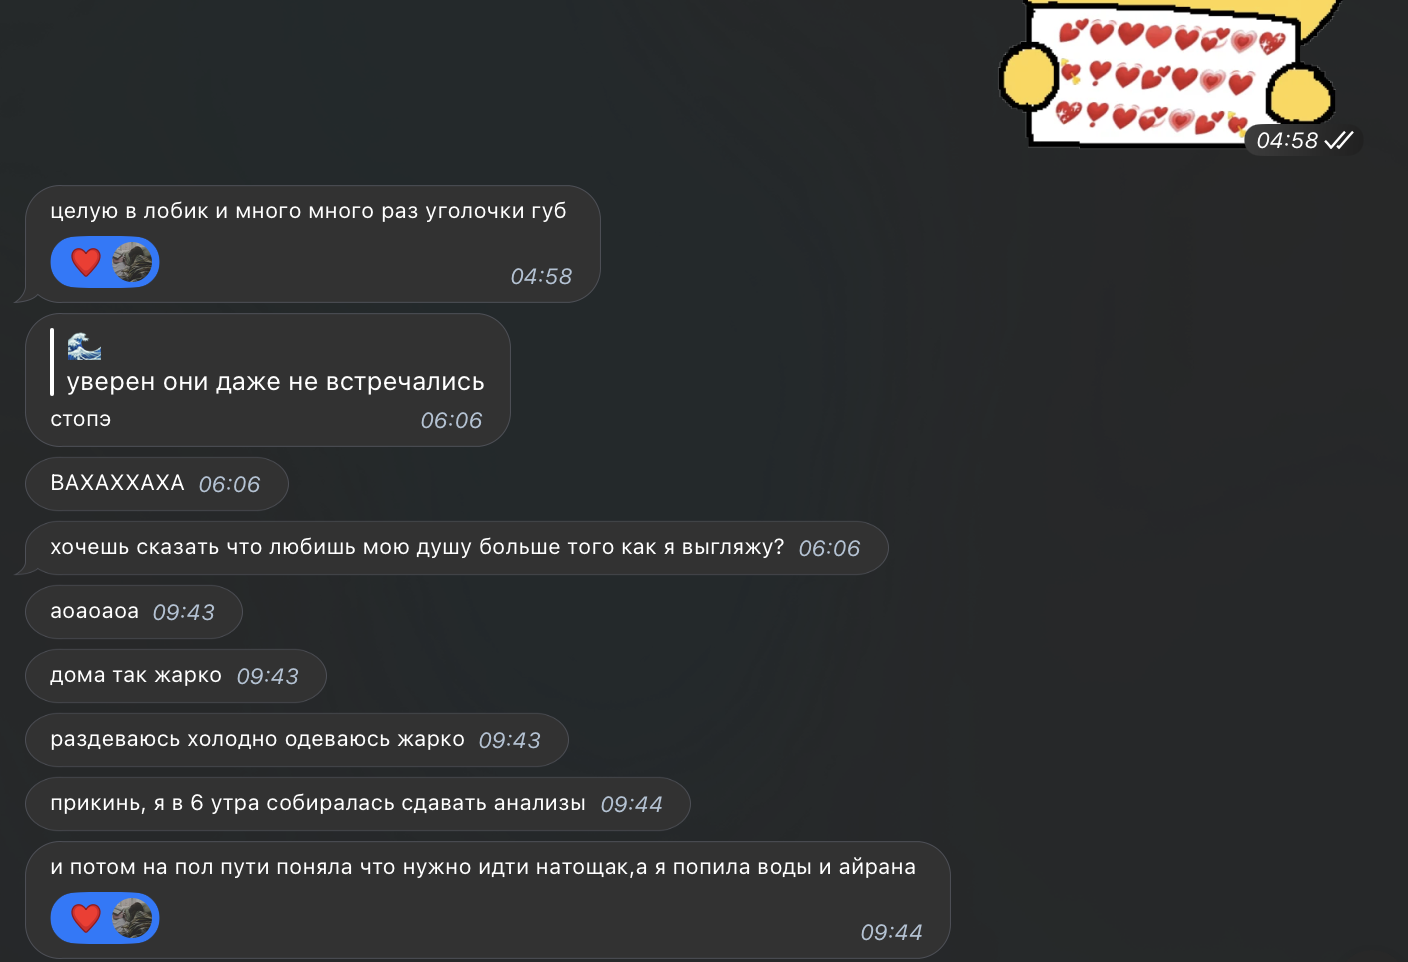 04:58
целую в лобик и много много раз уголочки губ
04:58
уверен они даже не встречались
стопэ 06:06
ВАХАХХАХА 06:06
хочешь сказать что любишь мою душу больше того как я выгляжу? 06:06
аоаоаоа 09:43
дома так жарко 09:43
раздеваюсь холодно одеваюсь жарко 09:43
прикинь, я в 6 утра собиралась сдавать анализы 09:44
и потом на пол пути поняла что нужно идти натощак,а я попила воды и айрана
09:44